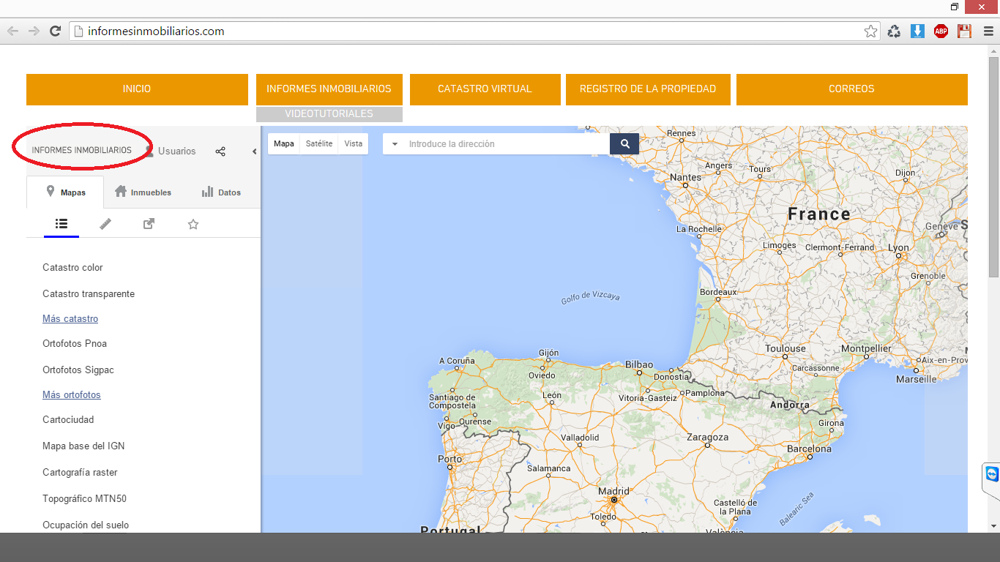 informesinmobiliarios.com
ABP
INICIO
INFORMES INMOBILIARIOS
CATASTRO VIRTUAL
REGISTRO DE LA PROPIEDAD
CORREOS
VIDEOTUTORIALES
INFORMES INMOBILIARIOS
Usuarios
Mapas
Inmuebles
Datos
Catastro color
Catastro transparente
Más catastro
Ortofotos Pnoa
Ortofotos Sigpac
Más ortofotos
Cartociudad
Mapa base del IGN
Cartografía raster
Topográfico MTN50
Ocupación del suelo
Mapa Satélite Vista
Introduce la dirección
Rennes
Angers
Tours
Dijon
Nantes
France
Genève
La Rochelle
Limoges
Clermont-Ferrand
Lyon
Grenoble
Bordeaux
Golfo de Vizcaya
Toulouse
Montpellier
A Coruña
Gijón
Bilbao
Carcassonne
Aix-en-Prov
Oviedo
Donostia
Marseille
Santiago de
Compostela
León
Vitoria-Gasteiz
Pamplona
Andorra
Vigo
Ourense
Girona
Valladolid
Zaragoza
Barcelona
Porto
Salamanca
Madrid
Castelló de
la Plana
Balearic Sea
Toledo
Portugal
València